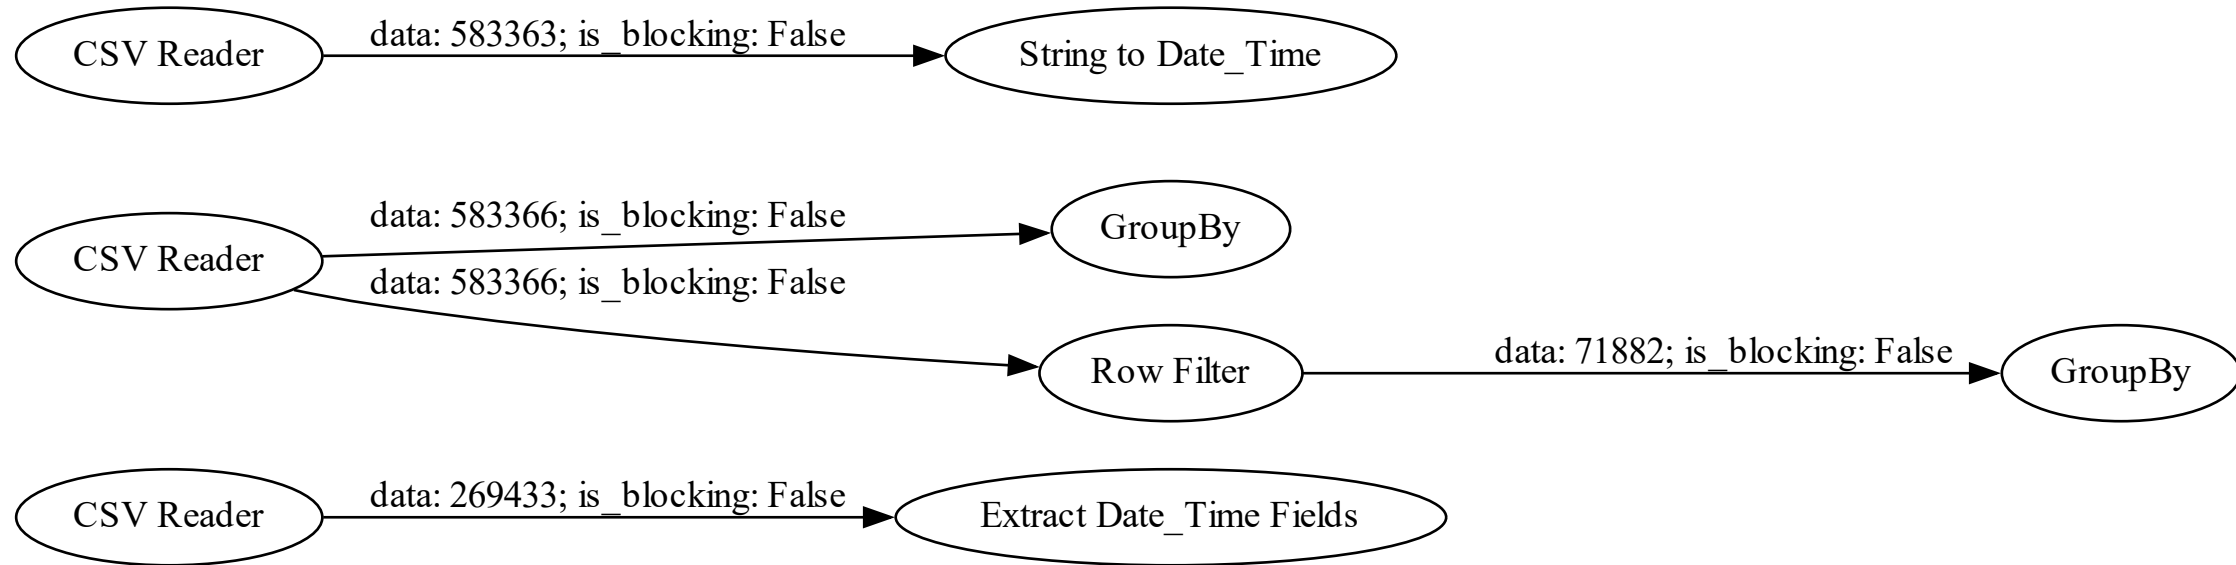 CSV Reader
data: 583363; is_blocking: False
String to Date_Time
CSV Reader
data: 583366; is_blocking: False
GroupBy
data: 583366; is_blocking: False
Row Filter
data: 71882; is_blocking: False
GroupBy
CSV Reader
data: 269433; is_blocking: False
Extract Date_Time Fields